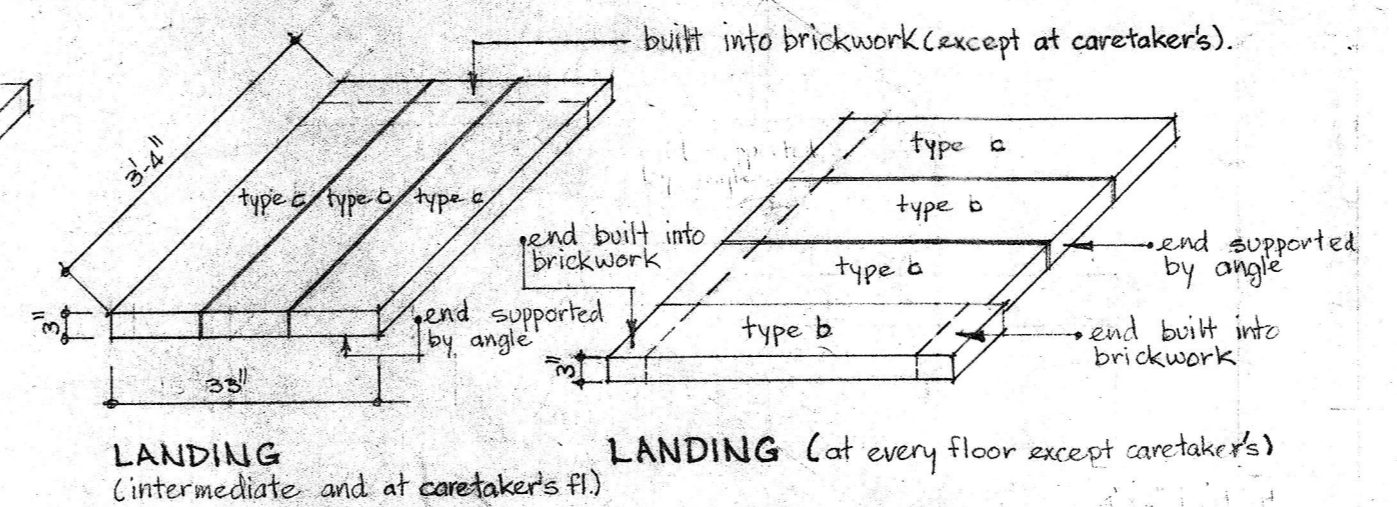 built into brickwork (except at caretaker's).
3'-4"
type c type c type c
3"
33"
end supported
by angle
LANDING
(intermediate and at caretaker's fl.)
type
type b
type
type b
end built into
brickwork
end supported
by angle
end built into
brickwork
3"
LANDING (at every floor except caretaker's)